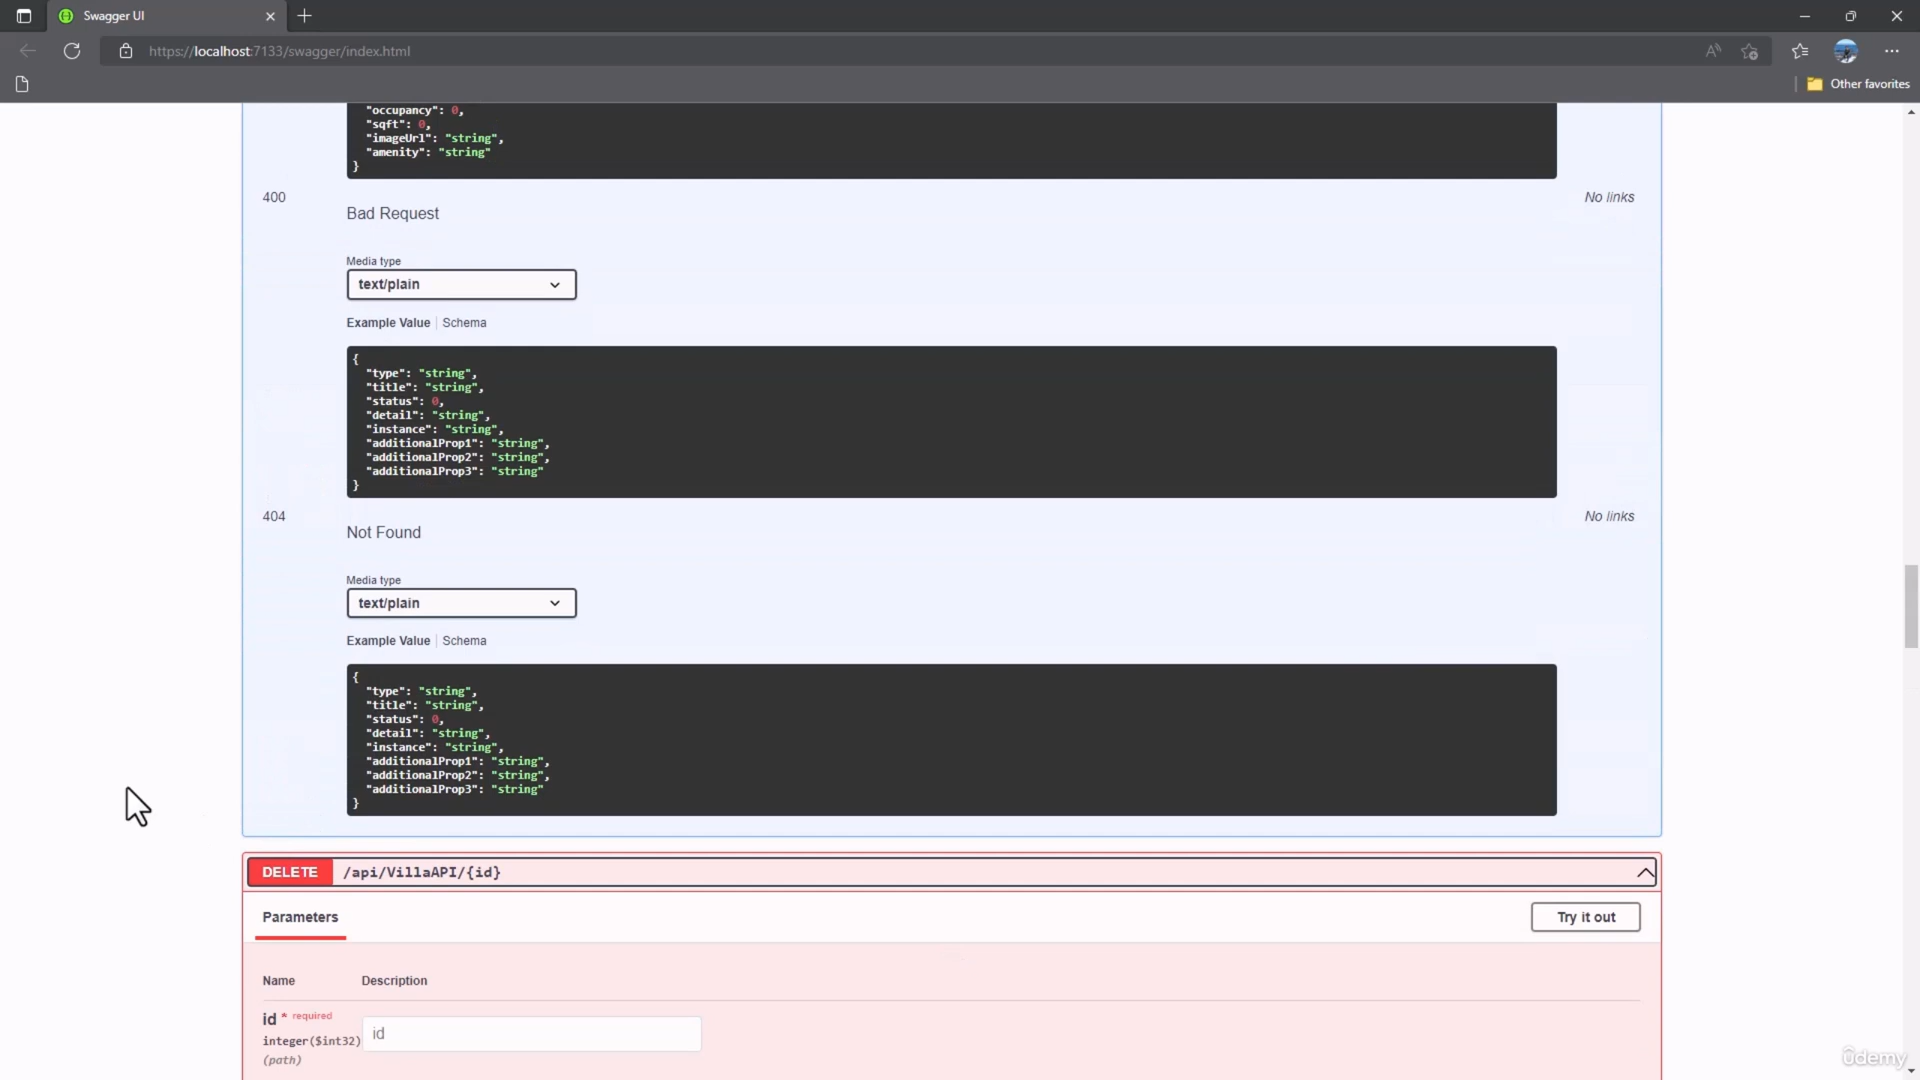 Swagger UI
https://localhost:7133/swagger/index.html
Other favorites
"occupancy": 0,
"sqft": 0,
"imageUrl": "string",
"amenity": "string"
}
400
Bad Request
No links
Media type
text/plain
Example Value | Schema
{
"type": "string",
"title": "string",
"status": 0,
"detail": "string",
"instance": "string",
"additionalProp1": "string",
"additionalProp2": "string",
"additionalProp3": "string"
}
404
Not Found
No links
Media type
text/plain
Example Value | Schema
{
"type": "string",
"title": "string",
"status": 0,
"detail": "string",
"instance": "string",
"additionalProp1": "string",
"additionalProp2": "string",
"additionalProp3": "string"
}
DELETE /api/VillaAPI/{id}
Parameters
Try it out
Name Description
id * required
integer($int32)
(path)
id
ûdemy